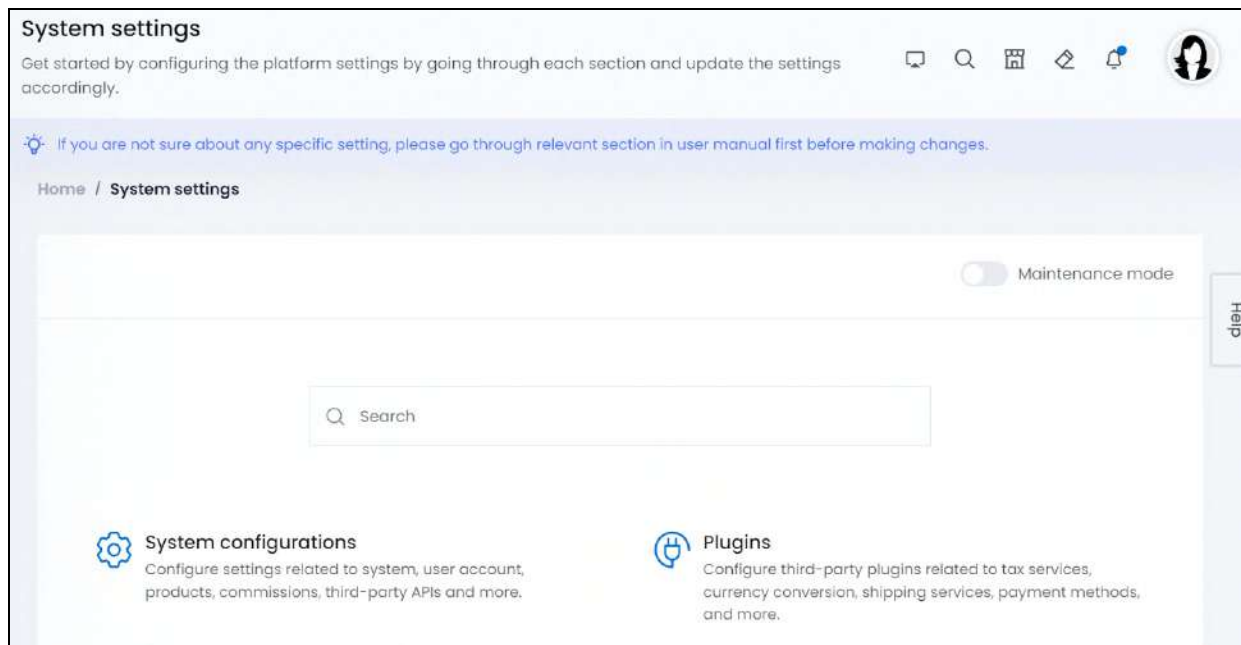 System settings
Get started by configuring the platform settings by going through each section and update the settings
accordingly.
If you are not sure about any specific setting, please go through relevant section in user manual first before making changes.
Home / System settings
Maintenance mode
Help
Search
System configurations
Configure settings related to system, user account,
products, commissions, third-party APIs and more.
Plugins
Configure third-party plugins related to tax services,
currency conversion, shipping services, payment methods,
and more.